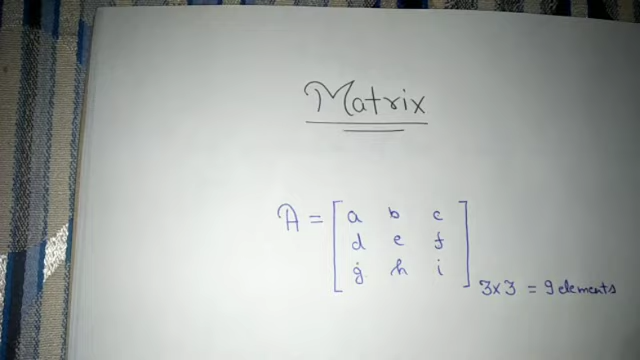 Matrix
A = [ a b c
d e f
g h i ] 3x3 = 9 elements